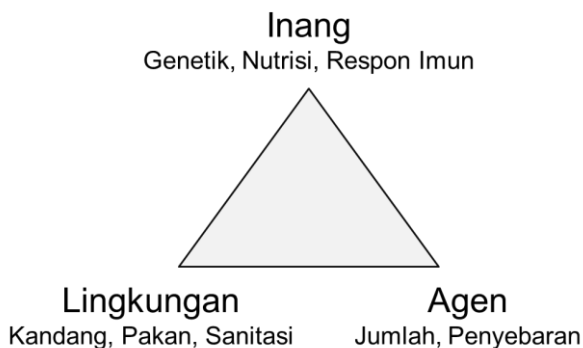 Inang
Genetik, Nutrisi, Respon Imun
Lingkungan
Kandang, Pakan, Sanitasi
Agen
Jumlah, Penyebaran